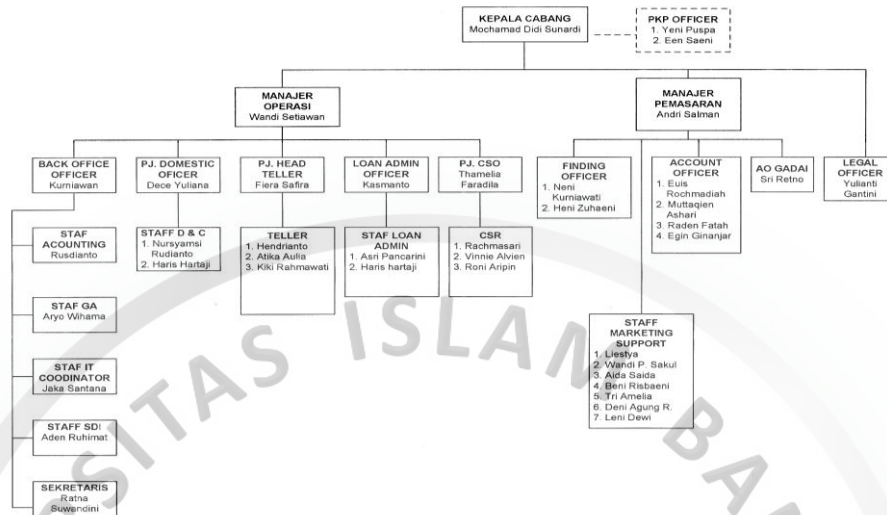 KEPALA CABANG
Mochamad Didi Sunardi
PKP OFFICER
1. Yeni Puspa
2. Een Saeni
MANAJER
OPERASI
Wandi Setiawan
MANAJER
PEMASARAN
Andri Salman
BACK OFFICE
OFFICER
Kurniawan
PJ. DOMESTIC
OFICER
Dece Yuliana
PJ. HEAD
TELLER
Fiera Safira
LOAN ADMIN
OFFICER
Kasmanto
PJ. CSO
Thamelia
Faradila
FINDING
OFFICER
1. Neni
Kurniawati
2. Heni Zuhaeni
ACCOUNT
OFFICER
1. Euis
Rochmadiah
2. Muttaqien
Ashari
3. Raden Fatah
4. Egin Ginanjar
AO GADAI
Sri Retno
LEGAL
OFFICER
Yulianti
Gantini
STAF
ACOUNTING
Rusdianto
STAFF D & C
1. Nursyamsi
Rudianto
2. Haris Hartaji
TELLER
1. Hendrianto
2. Atika Aulia
3. Kiki Rahmawati
STAF LOAN
ADMIN
1. Asri Pancarini
2. Haris hartaji
CSR
1. Rachmasari
2. Vinnie Alvien
3. Roni Aripin
STAF GA
Aryo Wihama
STAFF
MARKETING
SUPPORT
1. Liestya
2. Wandi P. Sakul
3. Aida Saida
4. Beni Risbaeni
5. Tri Amelia
6. Deni Agung R.
7. Leni Dewi
STAF IT
COODINATOR
Jaka Santana
STAFF SDI
Aden Ruhimat
SEKRETARIS
Ratna
Suwandini
SITAS ISLAM BAN